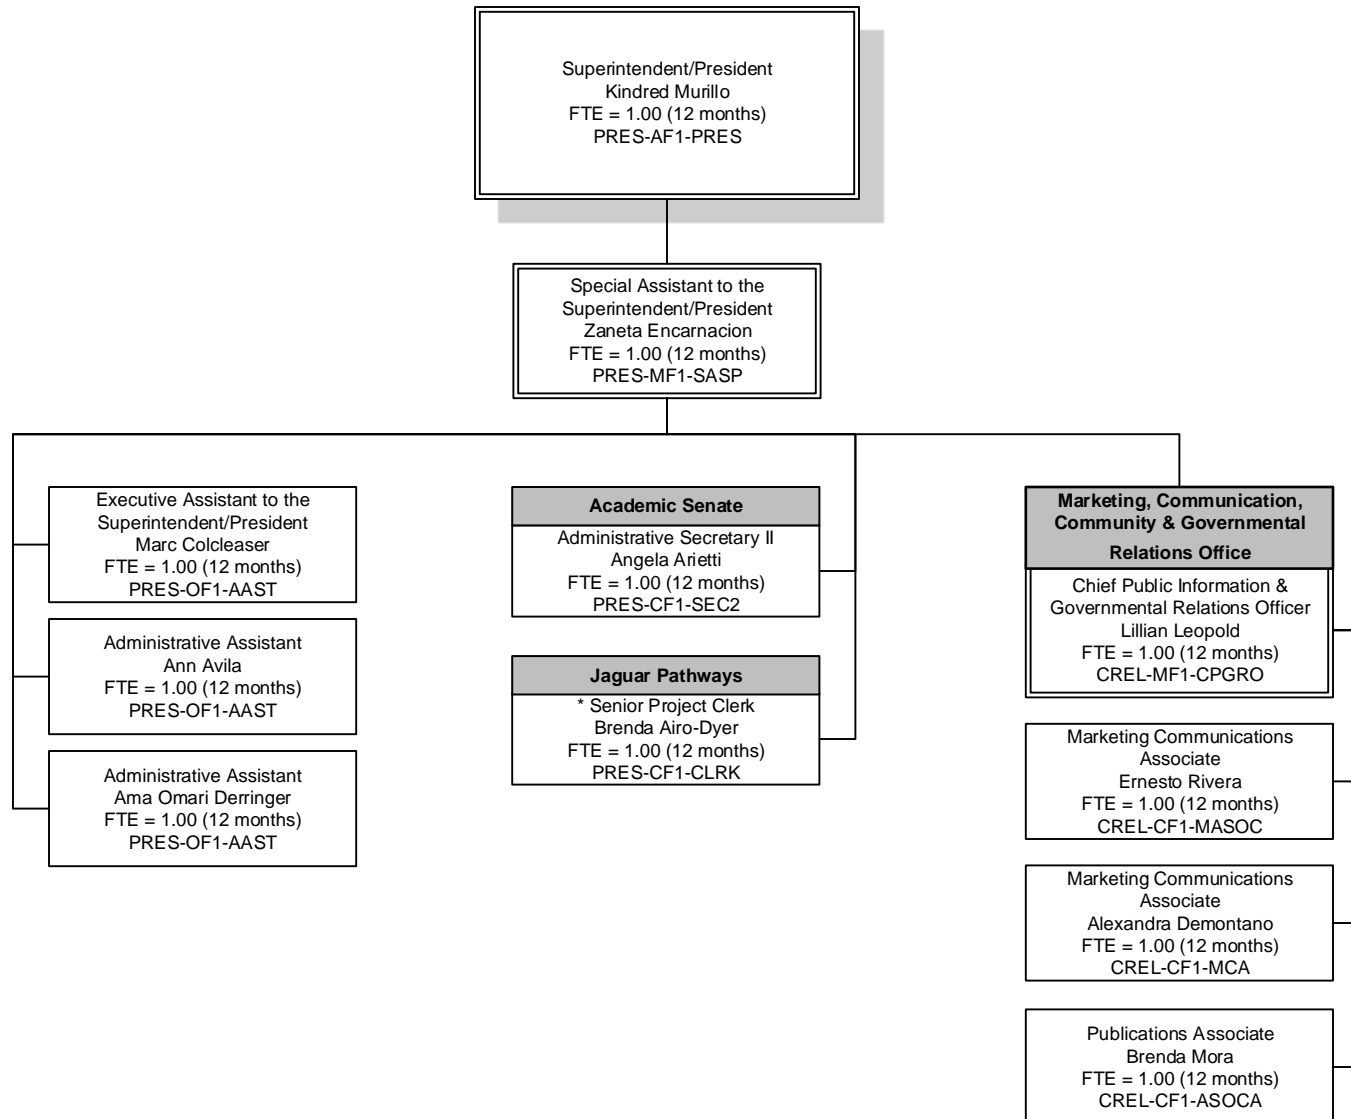 Superintendent/President
Kindred Murillo
FTE = 1.00 (12 months)
PRES-AF1-PRES
Special Assistant to the
Superintendent/President
Zaneta Encarnacion
FTE = 1.00 (12 months)
PRES-MF1-SASP
Executive Assistant to the
Superintendent/President
Marc Colcleaser
FTE = 1.00 (12 months)
PRES-OF1-AAST
Administrative Assistant
Ann Avila
FTE = 1.00 (12 months)
PRES-OF1-AAST
Administrative Assistant
Ama Omari Derringer
FTE = 1.00 (12 months)
PRES-OF1-AAST
Academic Senate
Administrative Secretary II
Angela Arietti
FTE = 1.00 (12 months)
PRES-CF1-SEC2
Jaguar Pathways
* Senior Project Clerk
Brenda Airo-Dyer
FTE = 1.00 (12 months)
PRES-CF1-CLRK
Marketing, Communication,
Community & Governmental
Relations Office
Chief Public Information &
Governmental Relations Officer
Lillian Leopold
FTE = 1.00 (12 months)
CREL-MF1-CPGRO
Marketing Communications
Associate
Ernesto Rivera
FTE = 1.00 (12 months)
CREL-CF1-MASOC
Marketing Communications
Associate
Alexandra Demontano
FTE = 1.00 (12 months)
CREL-CF1-MCA
Publications Associate
Brenda Mora
FTE = 1.00 (12 months)
CREL-CF1-ASOCA